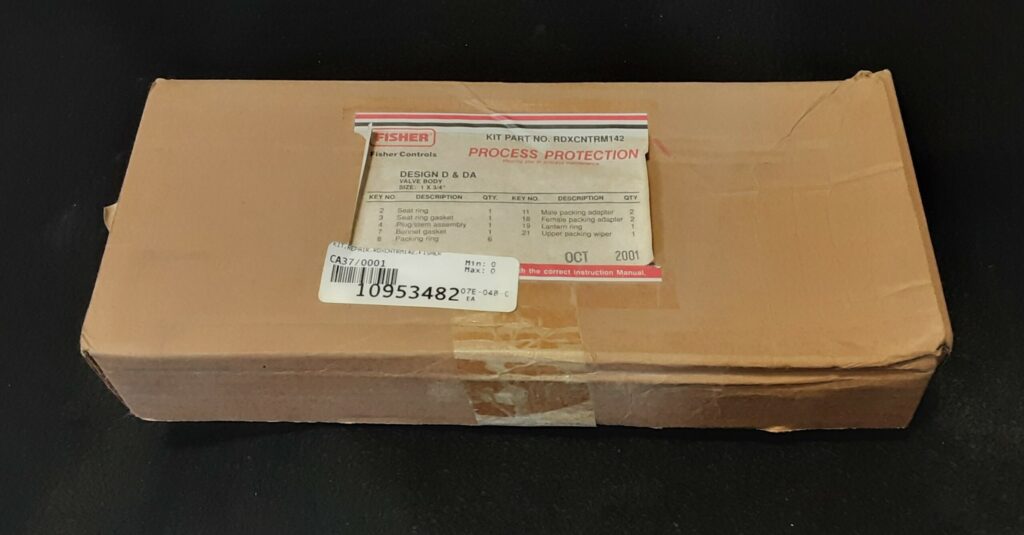 FISHER
KIT PART NO. RDXCNTRM142
Fisher Controls
PROCESS PROTECTION
DESIGN D & DA
VALVE BODY
SIZE: 1 X 3/4"
KEY NO DESCRIPTION QTY. KEY NO. DESCRIPTION QTY
2 Seat ring 1 11 Male packing adapter 2
3 Seat ring gasket 1 18 Female packing adapter 2
4 Plug/stem assembly 1 19 Lantern ring 1
7 Bonnet gasket 1 21 Upper packing wiper 1
8 Packing ring 6
OCT 2001
the correct instruction Manual.
KIT,REPAIR,RDXCNTRM142,FISHER
CA37/0001
Min: 0
Max: 0
10953482
EA